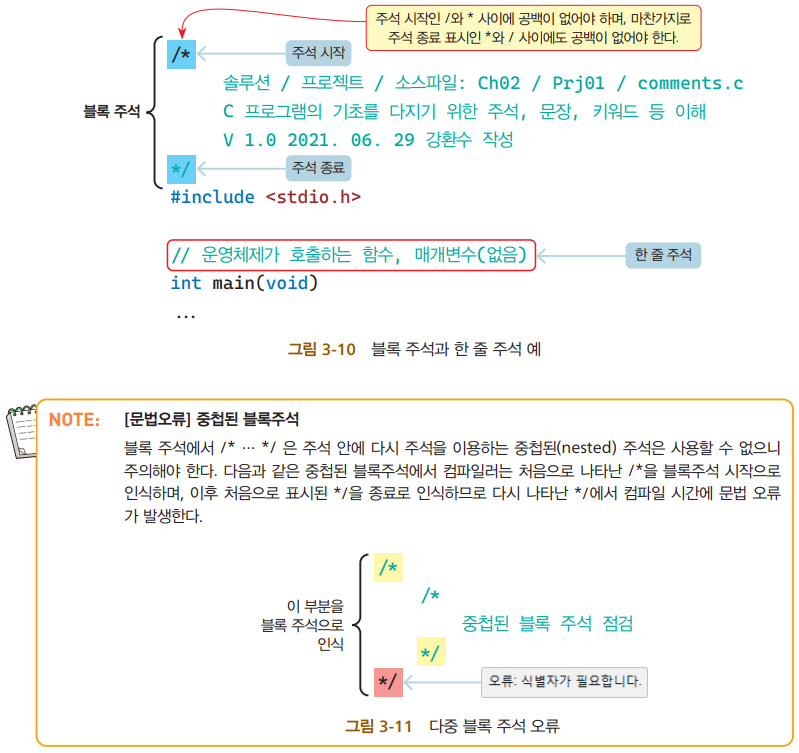 주석 시작인 /와 * 사이에 공백이 없어야 하며, 마찬가지로
주석 종료 표시인 *와 / 사이에도 공백이 없어야 한다.
/*
주석 시작
솔루션 / 프로젝트 / 소스파일: Ch02 / Prj01 / comments.c
블록 주석
C 프로그램의 기초를 다지기 위한 주석, 문장, 키워드 등 이해
V 1.0 2021. 06. 29 강환수 작성
*/
주석 종료
#include <stdio.h>
// 운영체제가 호출하는 함수, 매개변수(없음)
한 줄 주석
int main(void)
...
그림 3-10 블록 주석과 한 줄 주석 예
NOTE: [문법오류] 중첩된 블록주석
블록 주석에서 /* … */ 은 주석 안에 다시 주석을 이용하는 중첩된(nested) 주석은 사용할 수 없으니
주의해야 한다. 다음과 같은 중첩된 블록주석에서 컴파일러는 처음으로 나타난 /*을 블록주석 시작으로
인식하며, 이후 처음으로 표시된 */을 종료로 인식하므로 다시 나타난 */에서 컴파일 시간에 문법 오류
가 발생한다.
/*
/*
이 부분을
블록 주석으로
인식
중첩된 블록 주석 점검
*/
*/
오류: 식별자가 필요합니다.
그림 3-11 다중 블록 주석 오류